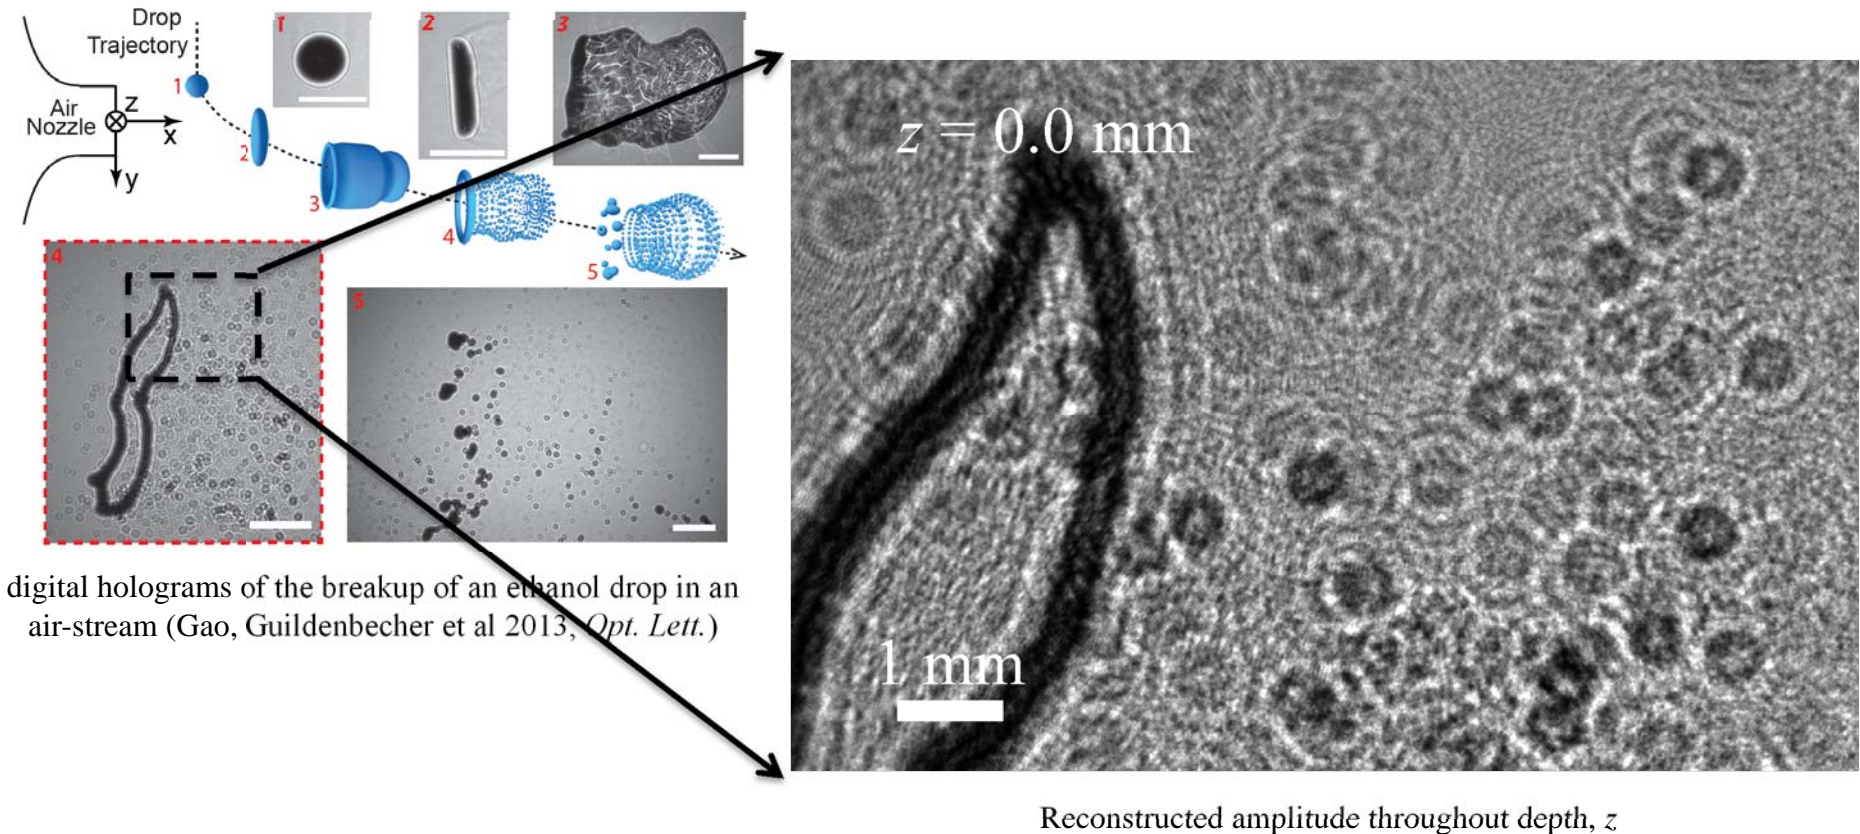 Drop
Trajectory
Air
Nozzle
z
x
y
1
2
3
4
5
1
2
3
4
5
digital holograms of the breakup of an ethanol drop in an
air-stream (Gao, Guildenbecher et al 2013, Opt. Lett.)
z = 0.0 mm
1 mm
Reconstructed amplitude throughout depth, z